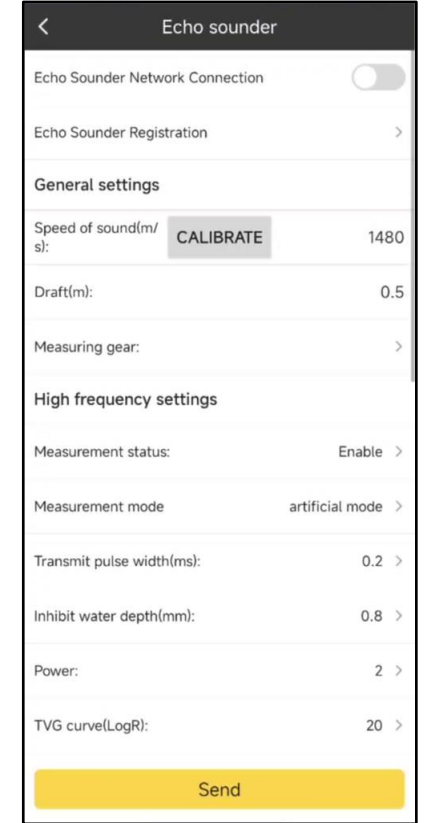 Echo sounder
Echo Sounder Network Connection
Echo Sounder Registration
General settings
Speed of sound(m/
s):
CALIBRATE
1480
Draft(m):
0.5
Measuring gear:
High frequency settings
Measurement status:
Enable
Measurement mode
artificial mode
Transmit pulse width(ms):
0.2
Inhibit water depth(mm):
0.8
Power:
2
TVG curve(LogR):
20
Send